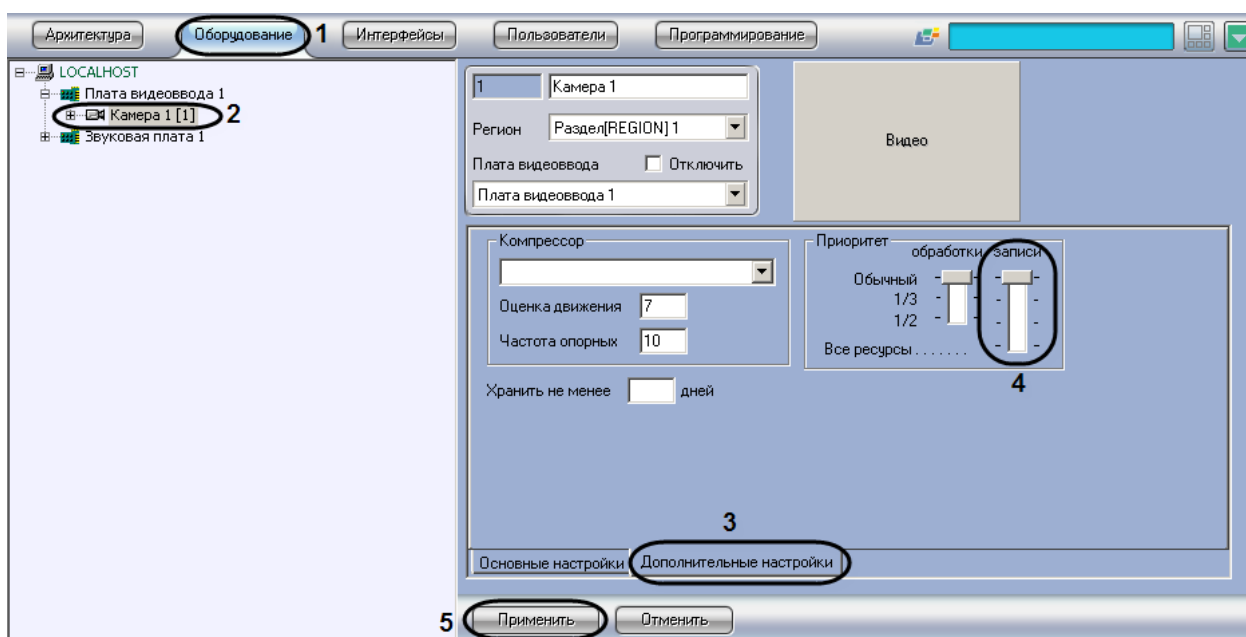 Архитектура Оборудование 1 Интерфейсы Пользователи Программирование
LOCALHOST
Плата видеоввода 1
Камера 1 [1] 2
Звуковая плата 1
1 Камера 1
Регион Раздел[REGION] 1
Плата видеоввода Отключить
Плата видеоввода 1
Видео
Компрессор
Оценка движения 7
Частота опорных 10
Хранить не менее дней
Приоритет
обработки записи
Обычный
1/3
1/2
Все ресурсы . . . . . . .
4
3
Основные настройки Дополнительные настройки
5 Применить Отменить